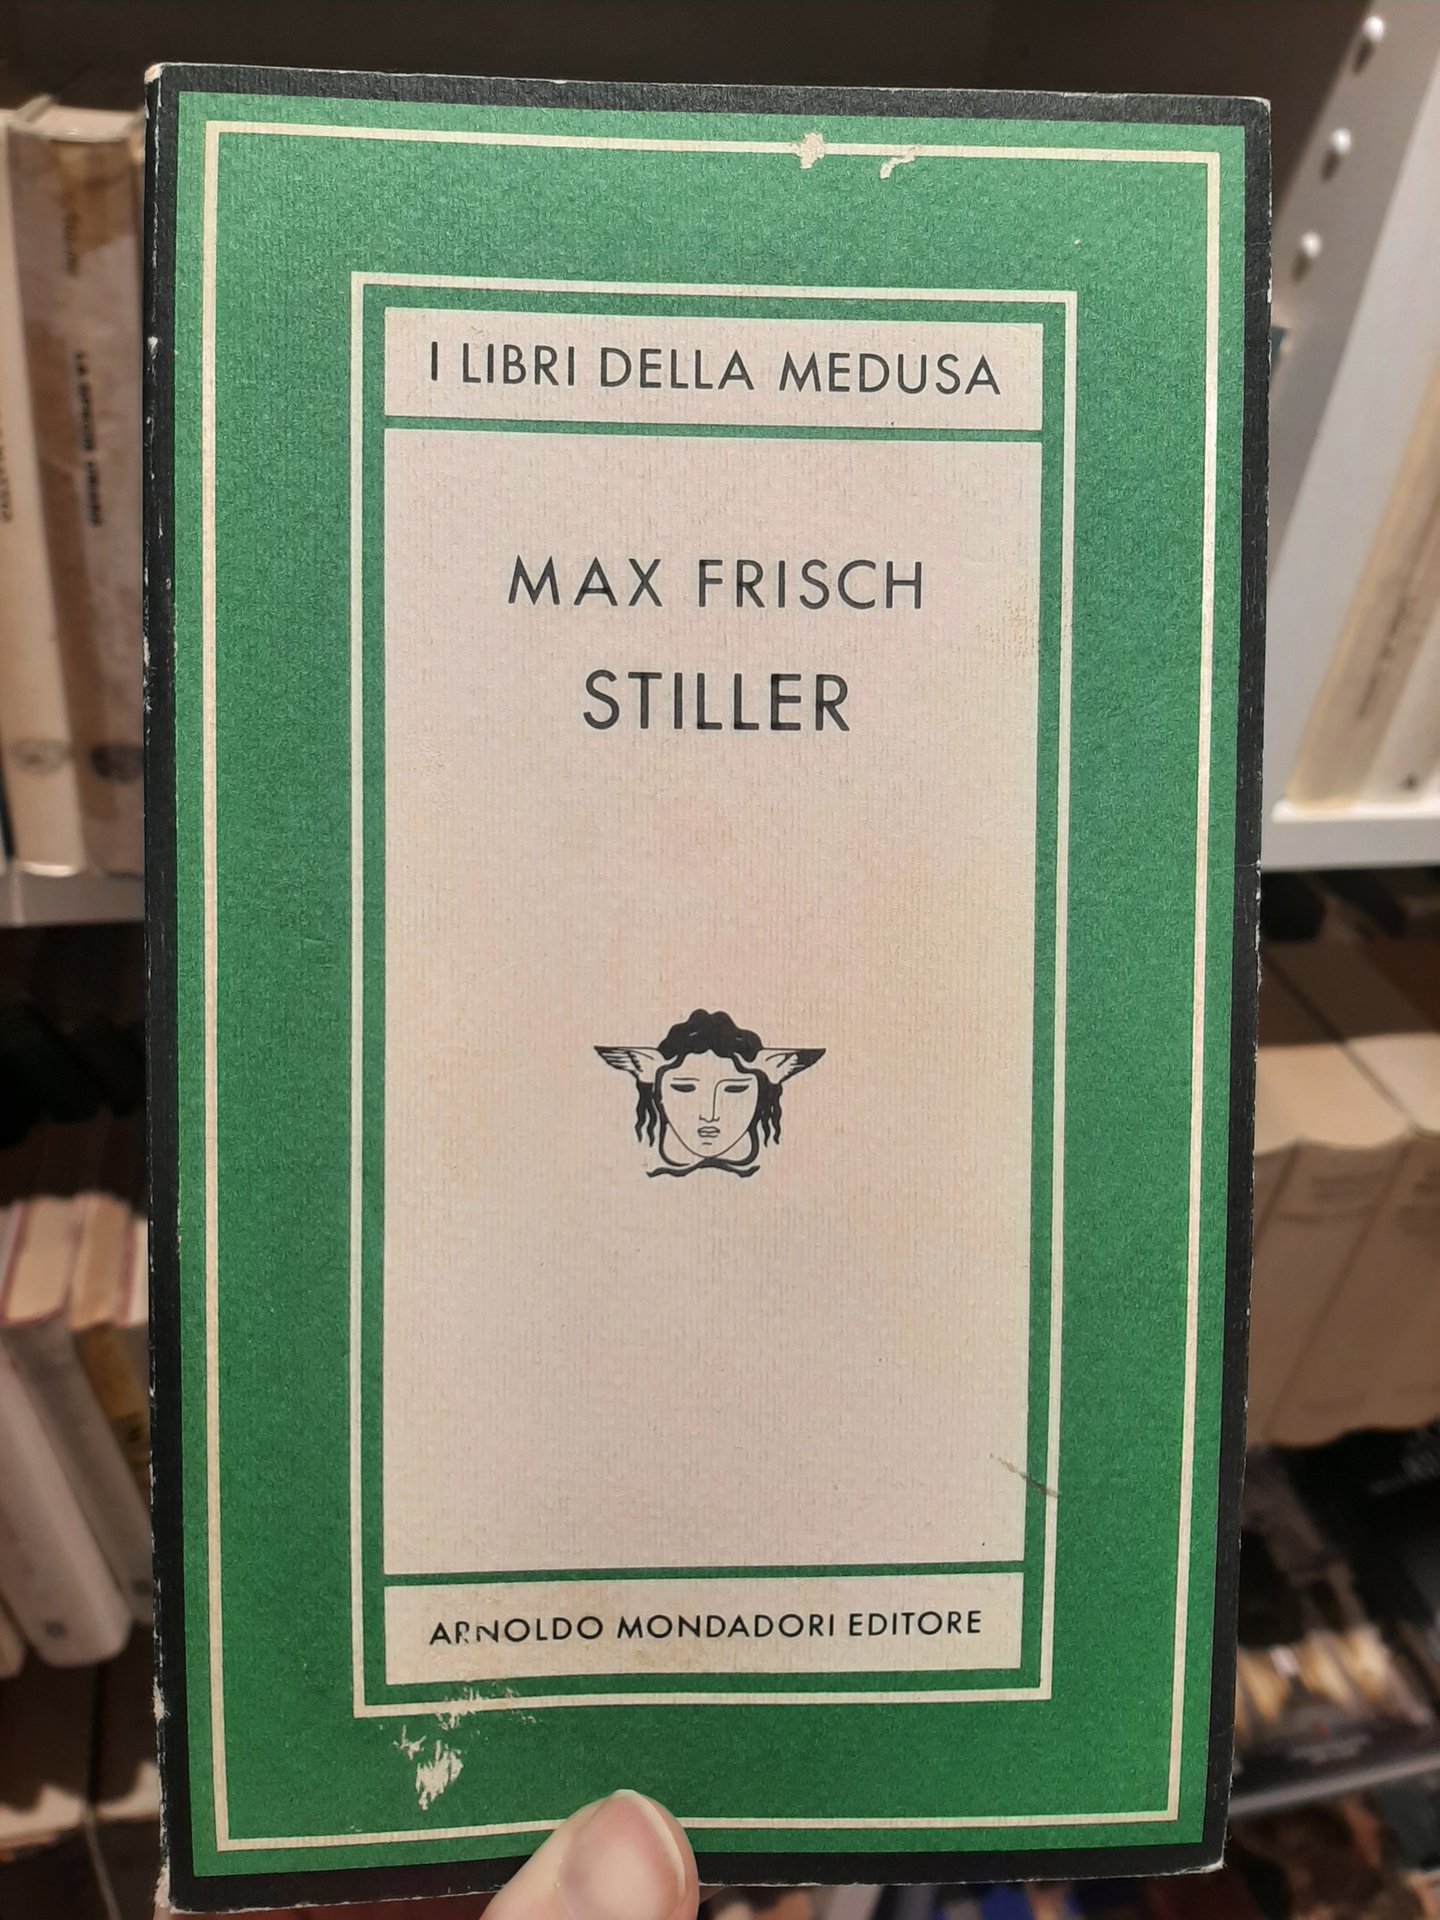 I LIBRI DELLA MEDUSA
MAX FRISCH
STILLER
ARNOLDO MONDADORI EDITORE